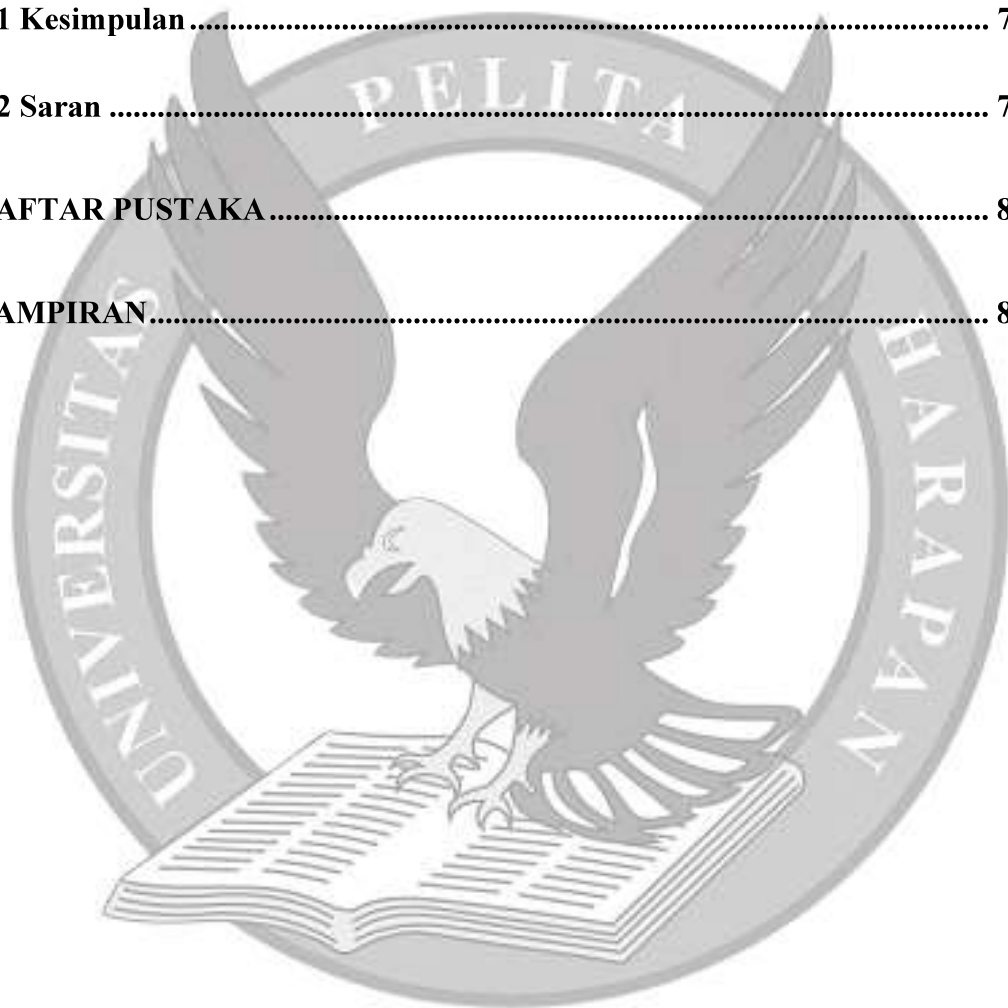 1 Kesimpulan ........................................................................................ 7
2 Saran ........................................................................................ 7
AFTAR PUSTAKA ........................................................................................ 8
AMPIRAN ........................................................................................ 8
UNIVERSITAS PELITA HARAPAN